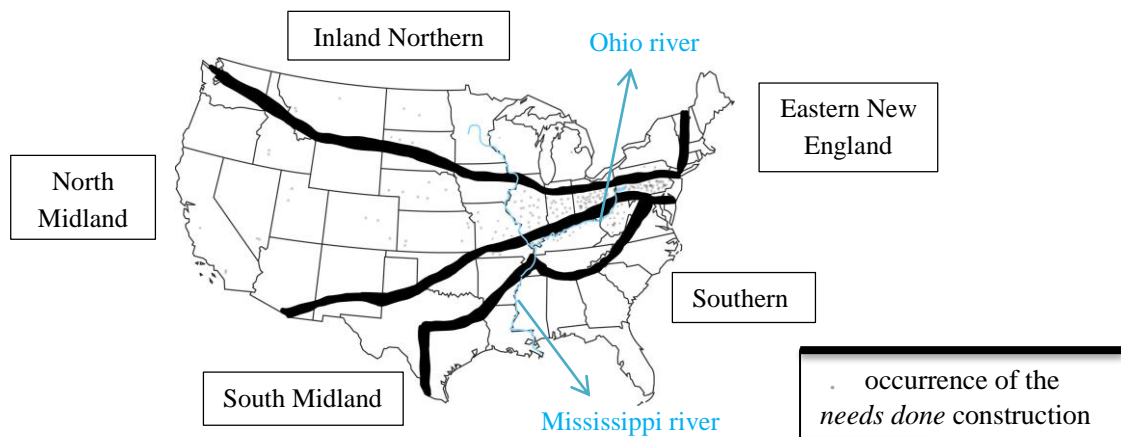 Inland Northern
Ohio river
Eastern New
England
North
Midland
Southern
South Midland
Mississippi river
. occurrence of the
needs done construction